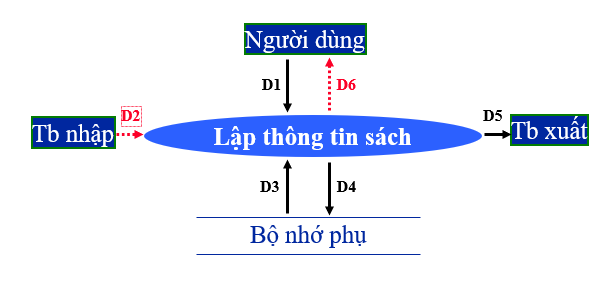 Người dùng
D1
D6
D2
D5
Tb nhập
Lập thông tin sách
Tb xuất
D3
D4
Bộ nhớ phụ